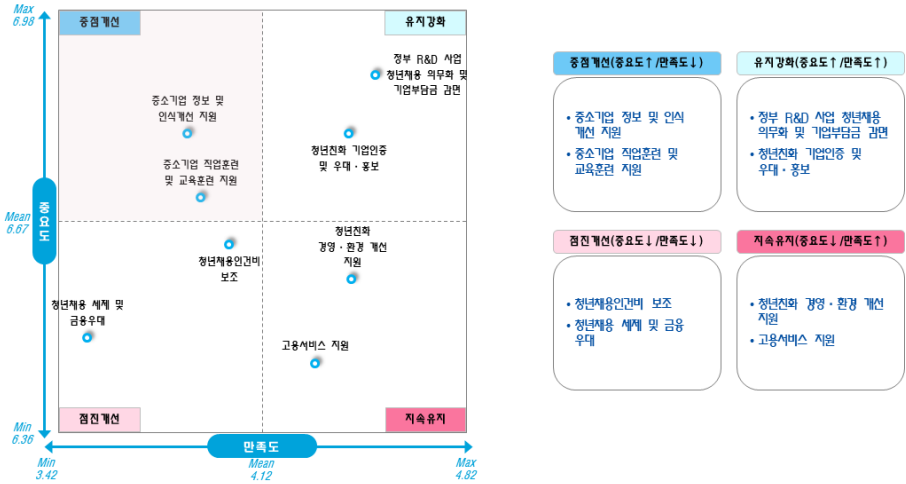 Max
6.98
중점개선
유지강화
정부 R&D 사업
청년채용 의무화 및
기업부담금 감면
중소기업 정보 및
인식개선 지원
청년친화 기업인증
및 우대·홍보
중소기업 직업훈련
및 교육훈련 지원
중요도
Mean
6.67
청년친화
경영·환경 개선
지원
청년채용인건비
보조
청년채용 세제 및
금융우대
고용서비스 지원
점진개선
지속유지
Min
6.36
만족도
Min
3.42
Mean
4.12
Max
4.82
중점개선(중요도↑/만족도↓)
• 중소기업 정보 및 인식
개선 지원
• 중소기업 직업훈련 및
교육훈련 지원
유지강화(중요도↑/만족도↑)
• 정부 R&D 사업 청년채용
의무화 및 기업부담금 감면
• 청년친화 기업인증 및
우대·홍보
점진개선(중요도↓/만족도↓)
• 청년채용인건비 보조
• 청년채용 세제 및 금융
우대
지속유지(중요도↓/만족도↑)
• 청년친화 경영·환경 개선
지원
• 고용서비스 지원